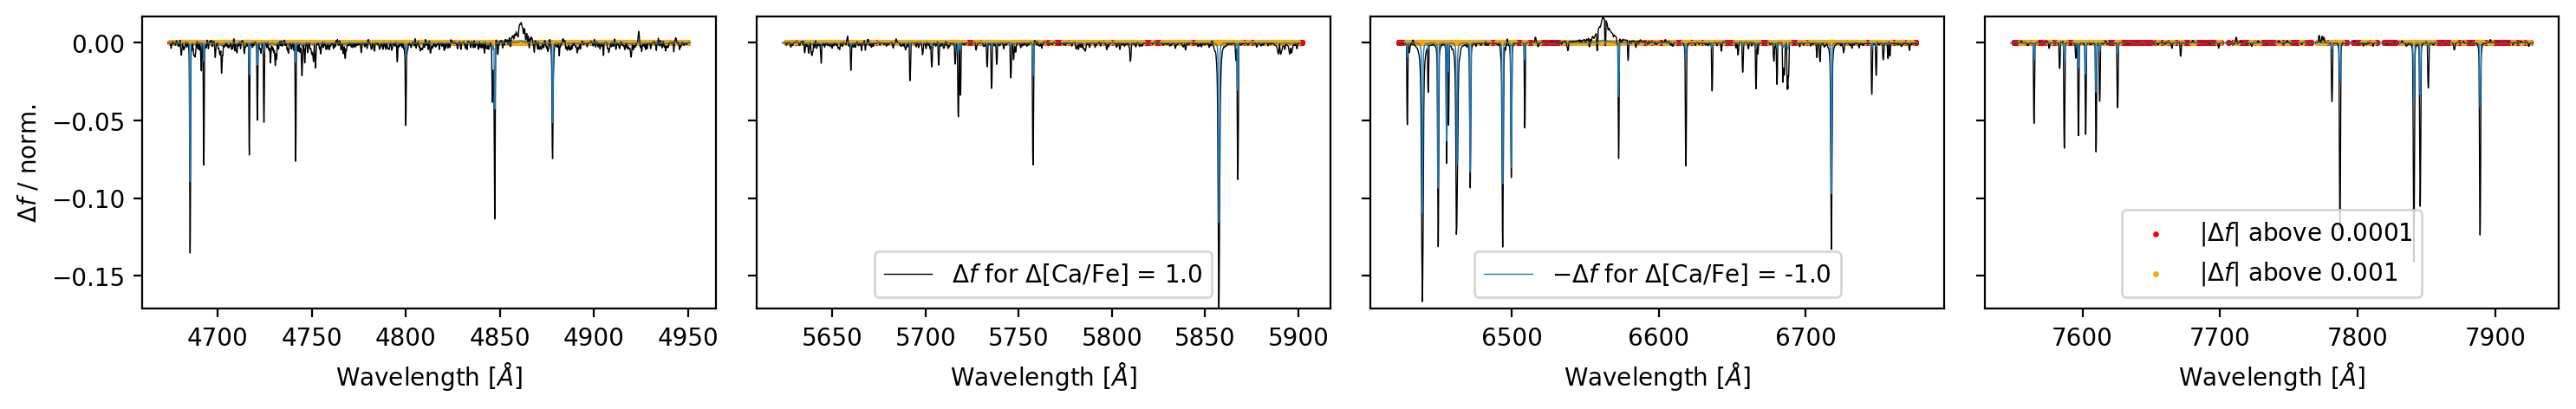 Δf / norm.
0.00
−0.05
−0.10
−0.15
4700 4750 4800 4850 4900 4950
Wavelength [Å]
Δf for Δ[Ca/Fe] = 1.0
5650 5700 5750 5800 5850 5900
Wavelength [Å]
−Δf for Δ[Ca/Fe] = -1.0
6500 6600 6700
Wavelength [Å]
|Δf| above 0.0001
|Δf| above 0.001
7600 7700 7800 7900
Wavelength [Å]